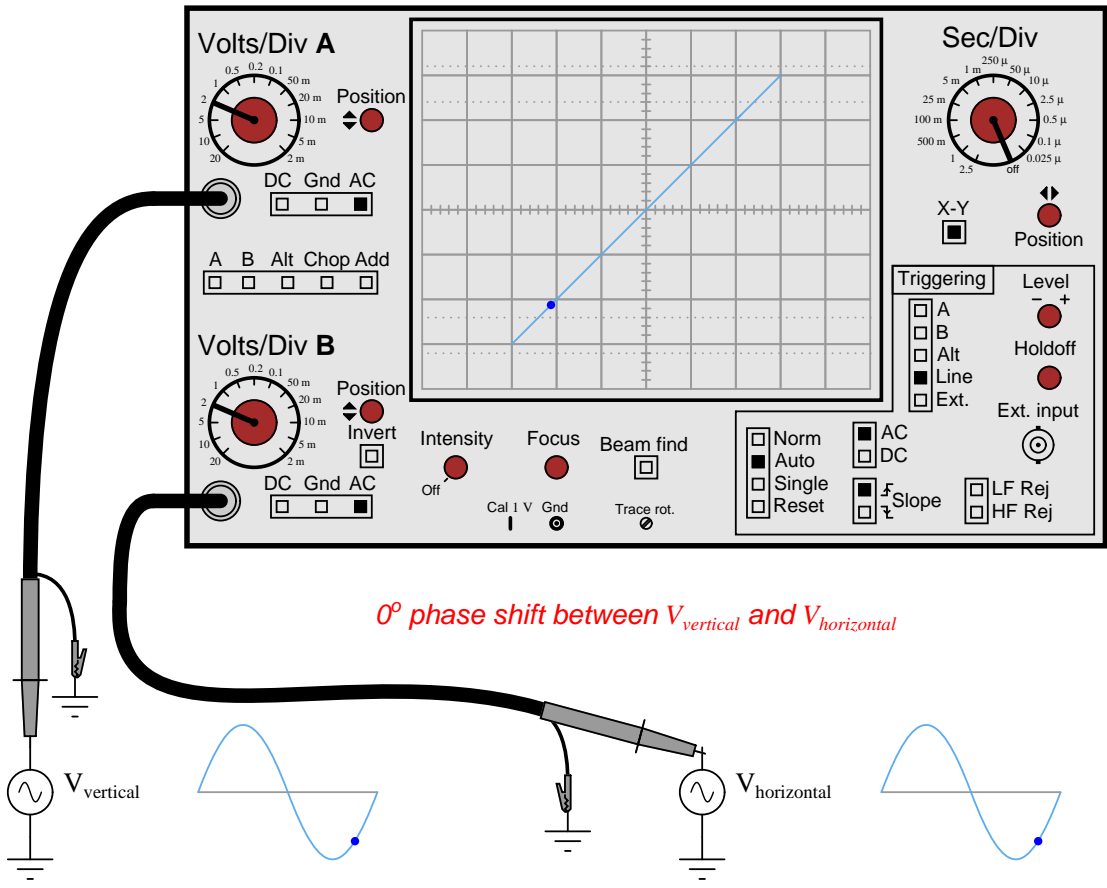 Volts/Div A
20
10
5
2
1
0.5
0.2
0.1
50 m
20 m
10 m
5 m
2 m
Position
DC Gnd AC
A B Alt Chop Add
Volts/Div B
20
10
5
2
1
0.5
0.2
0.1
50 m
20 m
10 m
5 m
2 m
Position
Invert
DC Gnd AC
Intensity
Off
Focus
Beam find
Cal 1 V Gnd
Trace rot.
Sec/Div
2.5
1
500 m
100 m
25 m
5 m
1 m
250 µ
50 µ
10 µ
2.5 µ
0.5 µ
0.1 µ
0.025 µ
off
X-Y
Position
Triggering
A
B
Alt
Line
Ext.
Level
- +
Holdoff
Ext. input
Norm
Auto
Single
Reset
AC
DC
Slope
LF Rej
HF Rej
0o phase shift between Vvertical and Vhorizontal
Vvertical
Vhorizontal